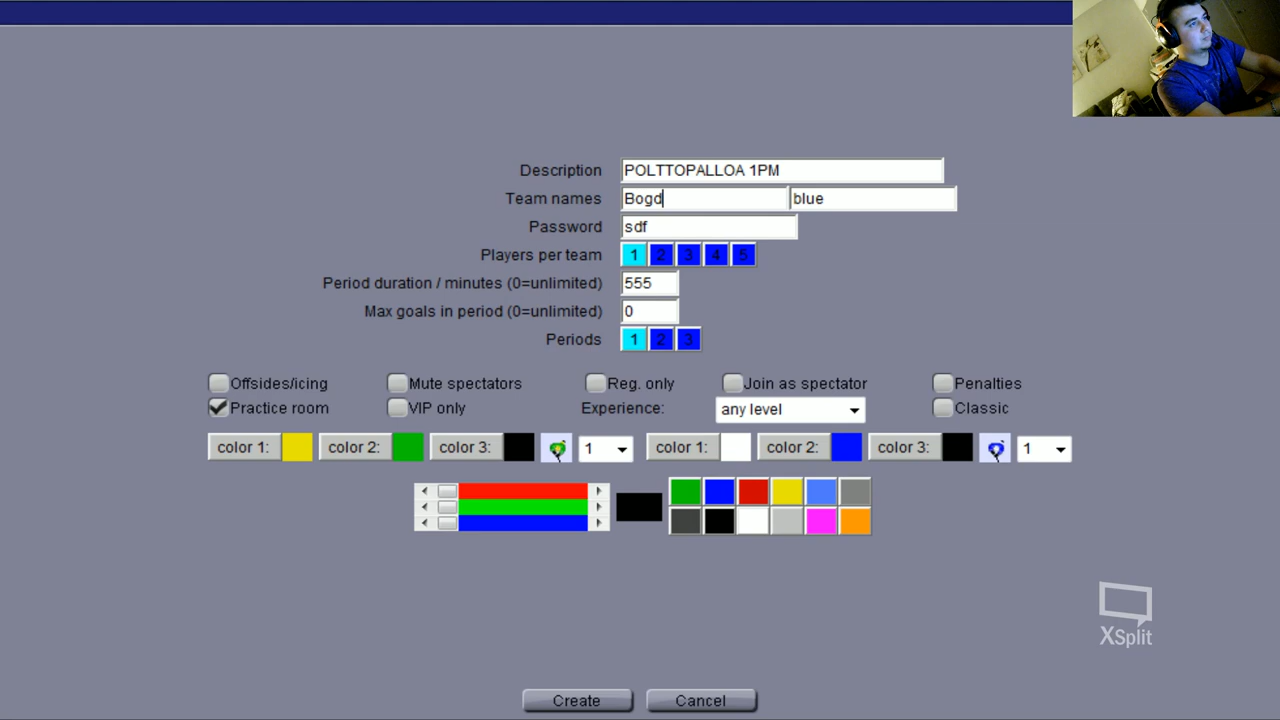 Description POLTTOPALLOA 1PM
Team names Bogd blue
Password sdf
Players per team 1 2 3 4 5
Period duration / minutes (0=unlimited) 555
Max goals in period (0=unlimited) 0
Periods 1 2 3
Offsides/icing Mute spectators Reg. only Join as spectator Penalties
Practice room VIP only Experience: any level Classic
color 1: color 2: color 3: 1 color 1: color 2: color 3: 1
XSplit
Create Cancel